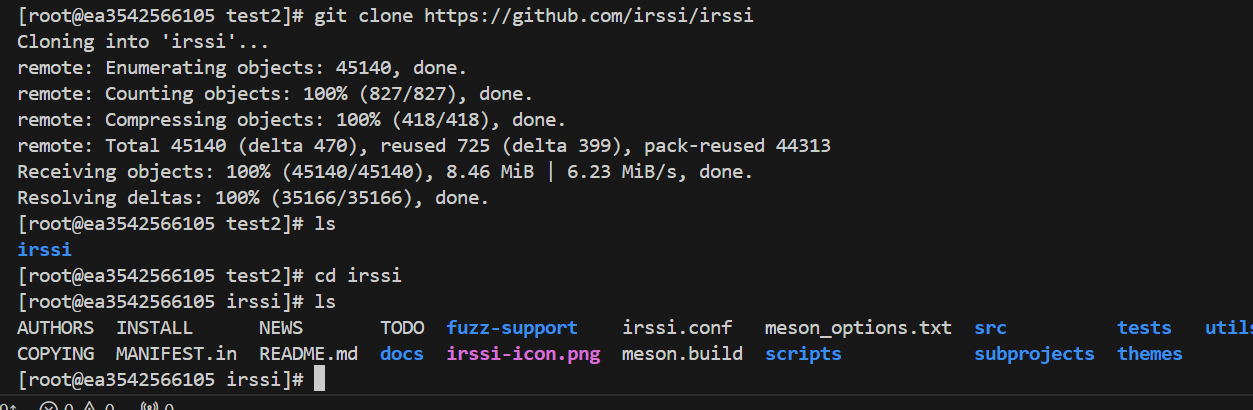 [root@ea3542566105 test2]# git clone https://github.com/irssi/irssi
Cloning into 'irssi'...
remote: Enumerating objects: 45140, done.
remote: Counting objects: 100% (827/827), done.
remote: Compressing objects: 100% (418/418), done.
remote: Total 45140 (delta 470), reused 725 (delta 399), pack-reused 44313
Receiving objects: 100% (45140/45140), 8.46 MiB | 6.23 MiB/s, done.
Resolving deltas: 100% (35166/35166), done.
[root@ea3542566105 test2]# ls
irssi
[root@ea3542566105 test2]# cd irssi
[root@ea3542566105 irssi]# ls
AUTHORS  INSTALL      NEWS       TODO  fuzz-support    irssi.conf   meson_options.txt  src          tests   utils
COPYING  MANIFEST.in  README.md  docs  irssi-icon.png  meson.build  scripts            subprojects  themes
[root@ea3542566105 irssi]#